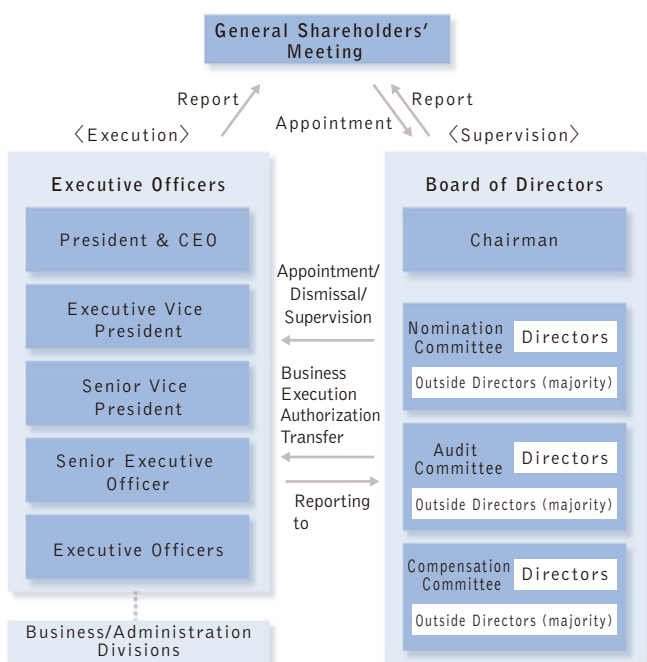 General Shareholders'
Meeting
Report
Report
Appointment
〈Execution〉
〈Supervision〉
Executive Officers
President & CEO
Executive Vice
President
Senior Vice
President
Senior Executive
Officer
Executive Officers
Business/Administration
Divisions
Appointment/
Dismissal/
Supervision
Business
Execution
Authorization
Transfer
Reporting
to
Board of Directors
Chairman
Nomination
Committee
Directors
Outside Directors (majority)
Audit
Committee
Directors
Outside Directors (majority)
Compensation
Committee
Directors
Outside Directors (majority)